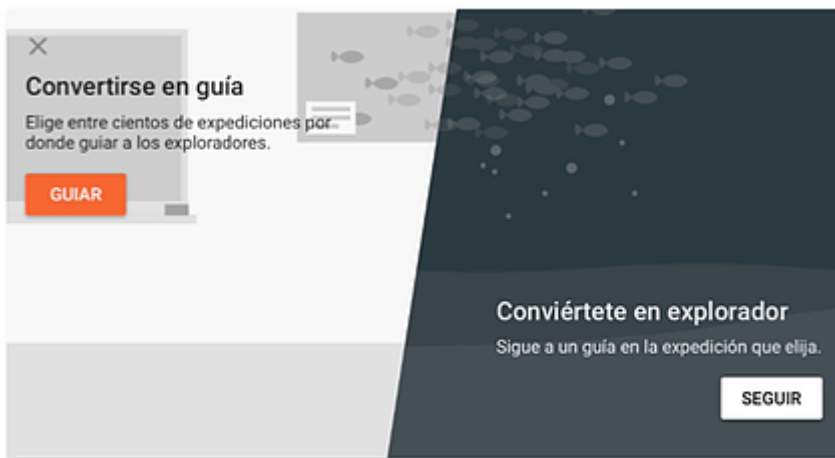 Convertirse en guía
Elige entre cientos de expediciones por
donde guiar a los exploradores.
GUIAR
Conviértete en explorador
Sigue a un guía en la expedición que elija.
SEGUIR